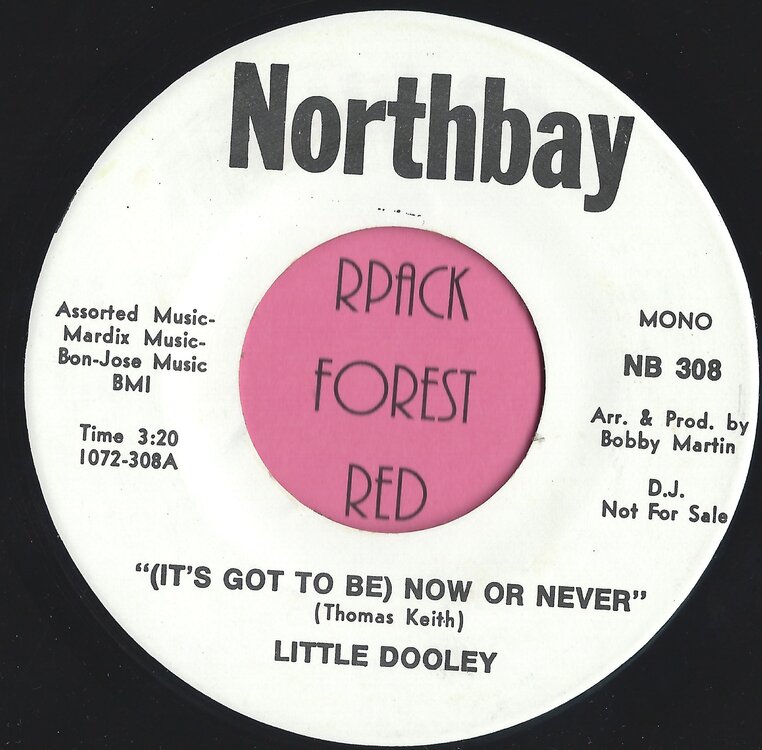 Northbay
RPACK
FOREST
RED
Assorted Music-
Mardix Music-
Bon-Jose Music
BMI
Time 3:20
1072-308A
MONO
NB 308
Arr. & Prod. by
Bobby Martin
D.J.
Not For Sale
"(IT'S GOT TO BE) NOW OR NEVER"
(Thomas Keith)
LITTLE DOOLEY